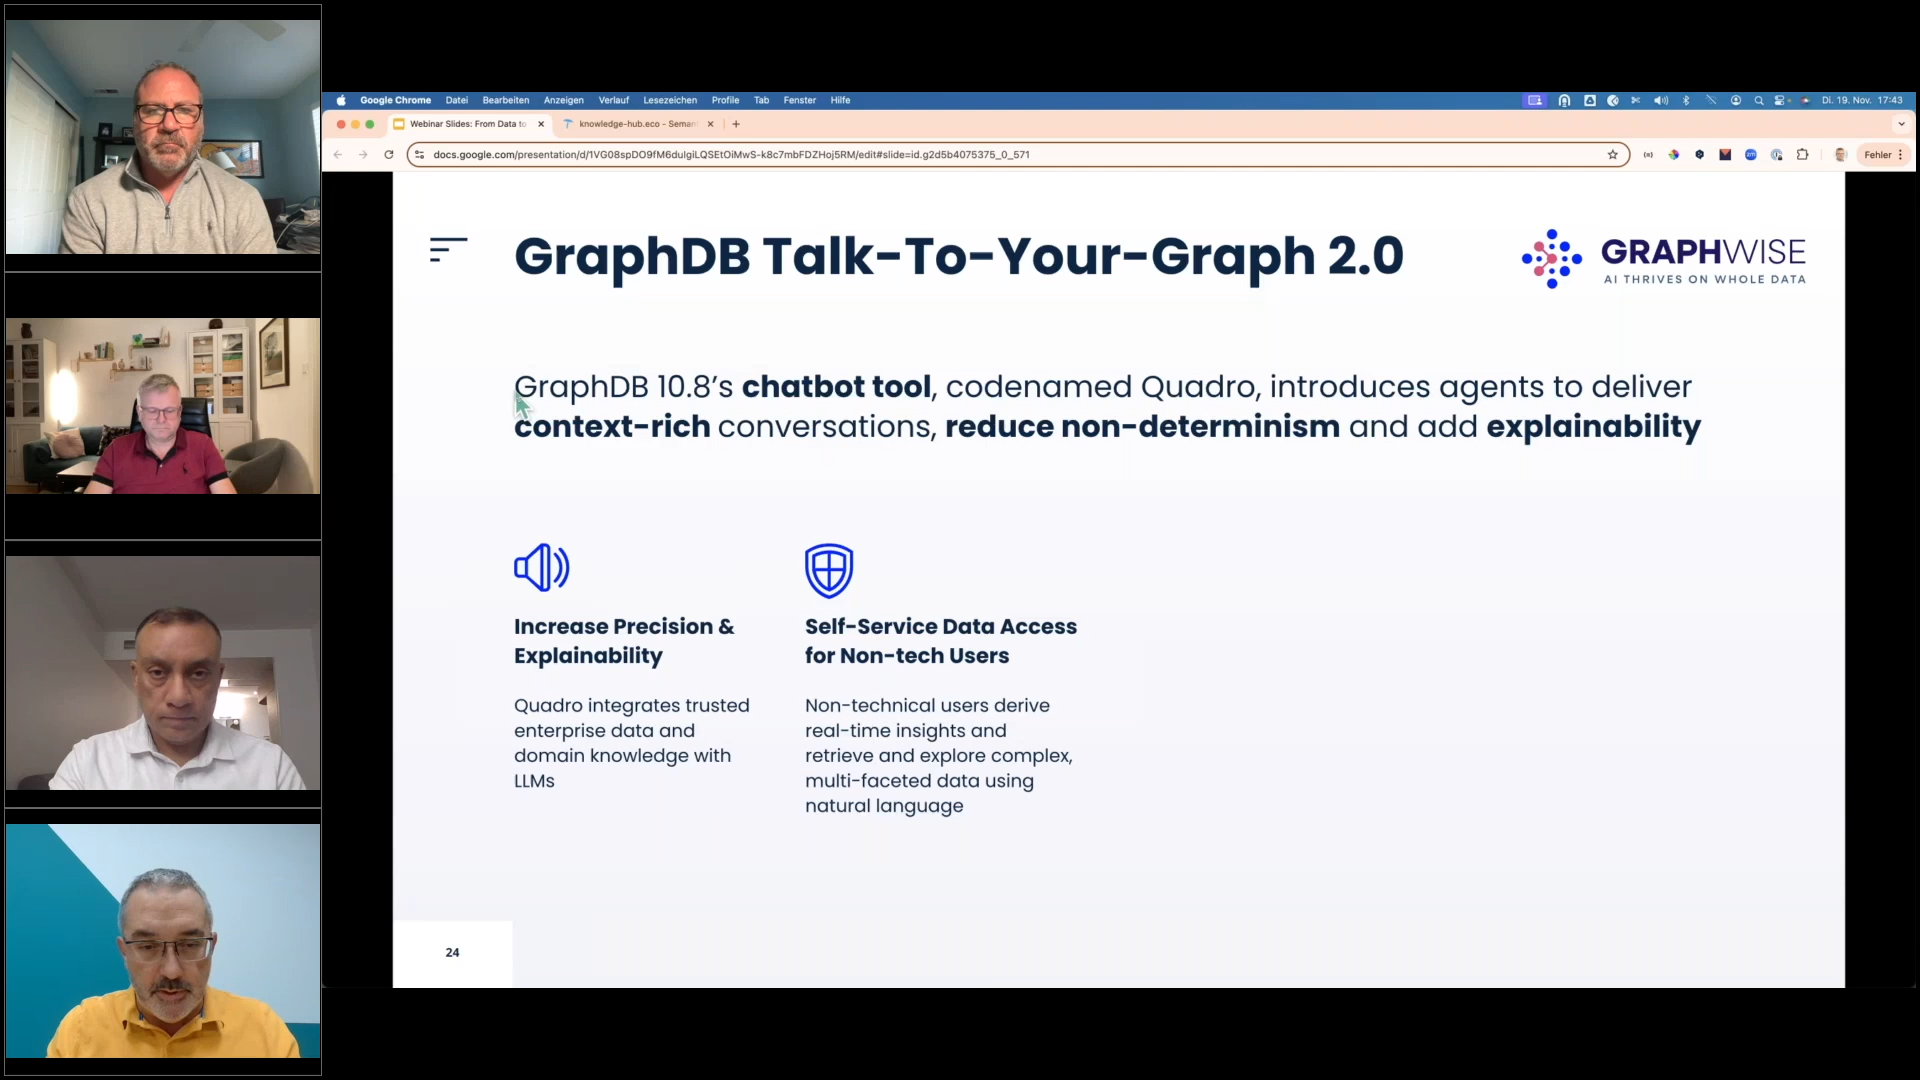 Google Chrome Datei Bearbeiten Anzeigen Verlauf Lesezeichen Profile Tab Fenster Hilfe Di. 19. Nov. 17:43
Webinar Slides: From Data to knowledge-hub.eco - Seman
docs.google.com/presentation/d/1VG08spDO9fM6dulgiLQSEtOiMwS-k8c7mbFDZHoj5RM/edit#slide=id.g2d5b4075375_0_571 Fehler
GraphDB Talk-To-Your-Graph 2.0
GRAPHWISE
AI THRIVES ON WHOLE DATA
GraphDB 10.8’s chatbot tool, codenamed Quadro, introduces agents to deliver
context-rich conversations, reduce non-determinism and add explainability
Increase Precision &
Explainability
Quadro integrates trusted
enterprise data and
domain knowledge with
LLMs
Self-Service Data Access
for Non-tech Users
Non-technical users derive
real-time insights and
retrieve and explore complex,
multi-faceted data using
natural language
24